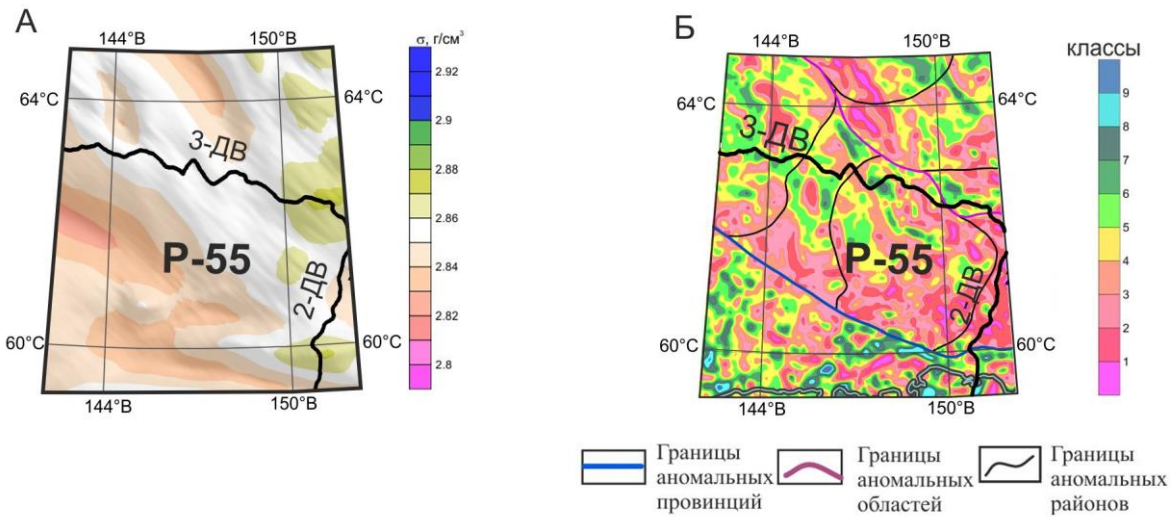 А
144°В
150°В
σ, г/см³
64°С
64°С
3-ДВ
Р-55
2-ДВ
60°С
60°С
144°В
150°В
2.92
2.9
2.88
2.86
2.84
2.82
2.8
Б
144°В
150°В
классы
64°С
64°С
3-ДВ
Р-55
2-ДВ
60°С
60°С
144°В
150°В
9
8
7
6
5
4
3
2
1
Границы
аномальных
провинций
Границы
аномальных
областей
Границы
аномальных
районов